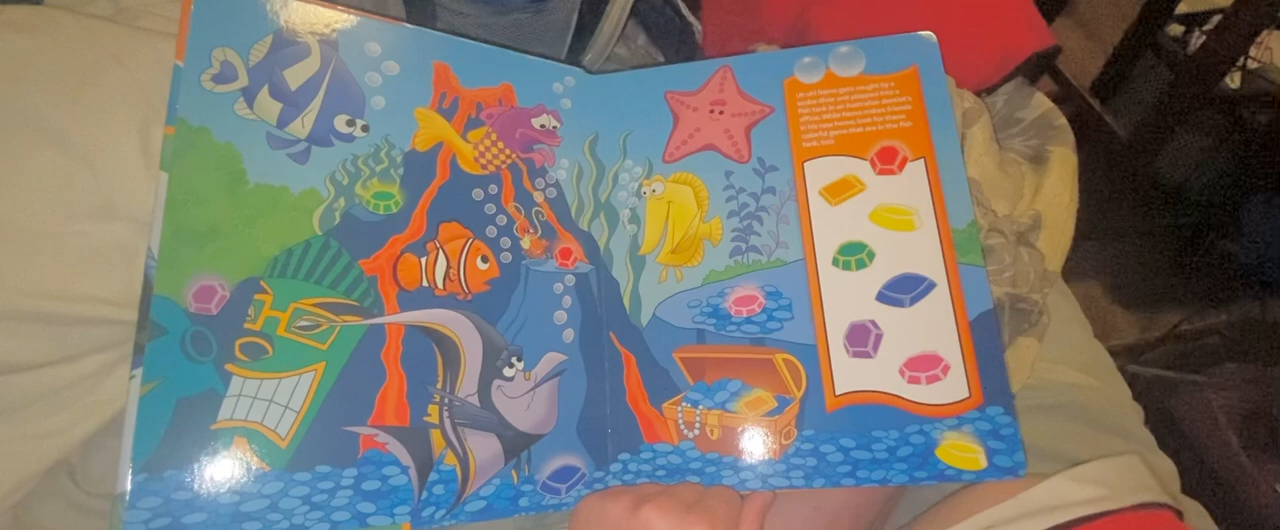 Uh-oh! Nemo gets caught by a
scuba diver and plopped into a
fish tank in an Australian dentist's
office. While Nemo makes friends
in his new home, look for these
colorful gems that are in the fish
tank, too: